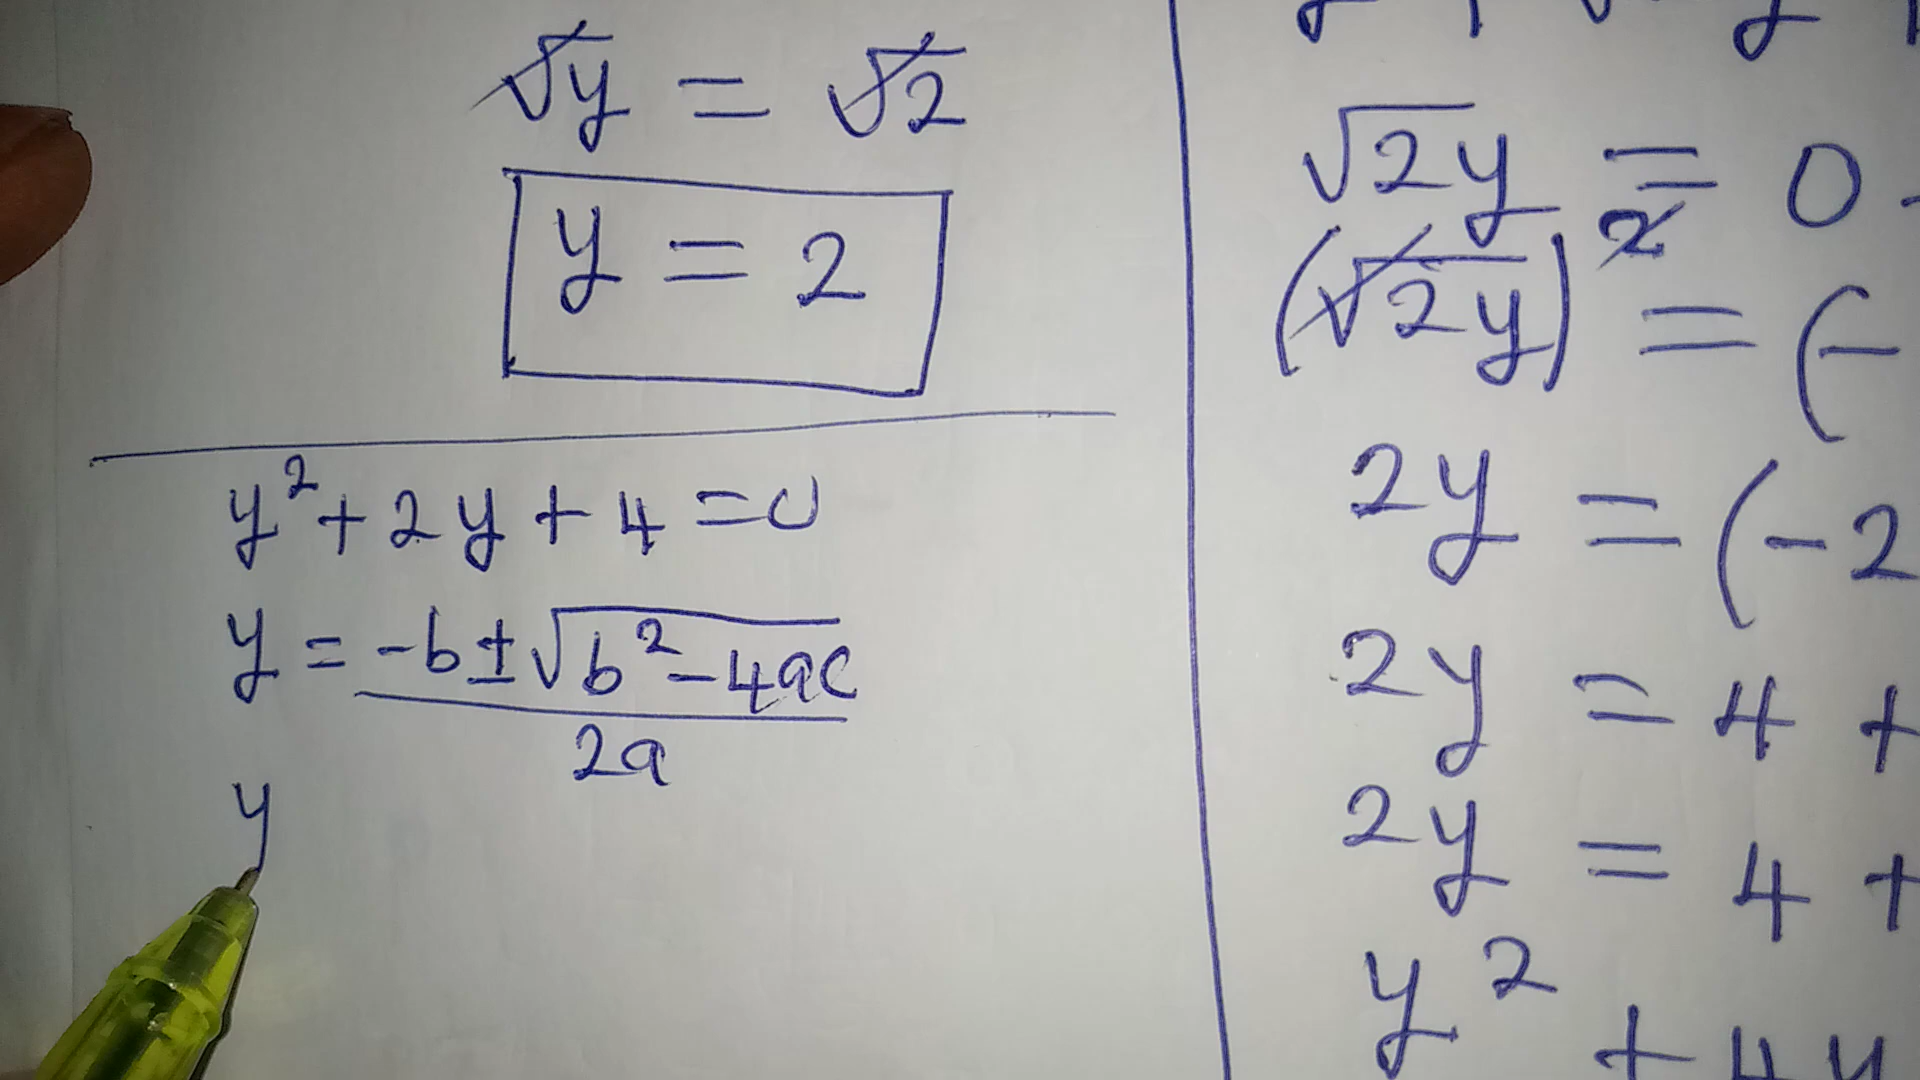 √y = √2
y = 2
y² + 2y + 4 = 0
y = -b ± √b² - 4ac
2a
y
√2y = 0
(√2y)² = (-
2y = (-2
2y = 4 +
2y = 4 +
y² + 4y